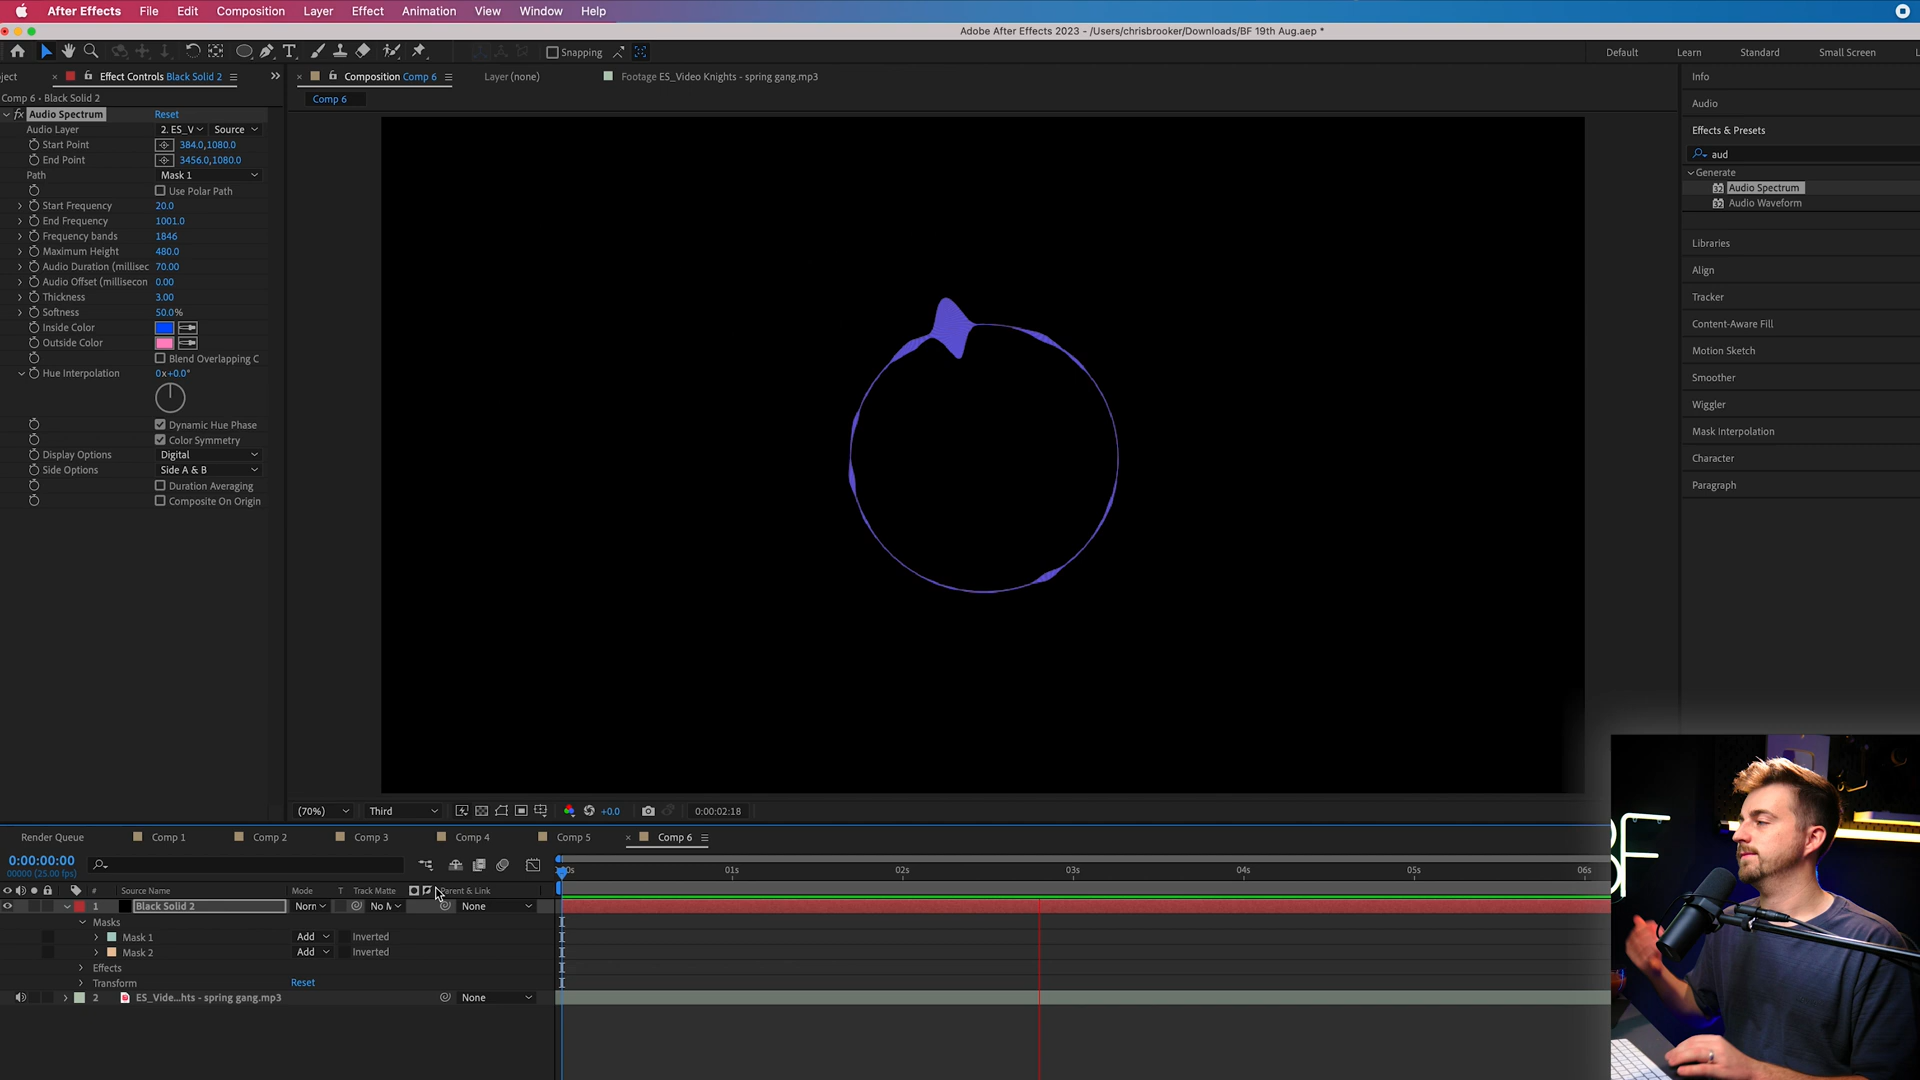 After Effects File Edit Composition Layer Effect Animation View Window Help
Adobe After Effects 2023 - /Users/chrisbrooker/Downloads/BF 19th Aug.aep *
Snapping
Default Learn Standard Small Screen
ject Effect Controls Black Solid 2
Composition Comp 6 Layer (none) Footage ES_Video Knights - spring gang.mp3
Comp 6 • Black Solid 2
Comp 6
fx Audio Spectrum Reset
Audio Layer 2. ES_V Source
Start Point 384.0,1080.0
End Point 3456.0,1080.0
Path Mask 1
Use Polar Path
Start Frequency 20.0
End Frequency 1001.0
Frequency bands 1846
Maximum Height 480.0
Audio Duration (millisec 70.00
Audio Offset (millisecon 0.00
Thickness 3.00
Softness 50.0%
Inside Color
Outside Color
Blend Overlapping C
Hue Interpolation 0x+0.0°
Dynamic Hue Phase
Color Symmetry
Display Options Digital
Side Options Side A & B
Duration Averaging
Composite On Origin
Info
Audio
Effects & Presets
aud
Generate
32 Audio Spectrum
32 Audio Waveform
Libraries
Align
Tracker
Content-Aware Fill
Motion Sketch
Smoother
Wiggler
Mask Interpolation
Character
Paragraph
(70%) Third +0.0 0:00:02:18
Render Queue Comp 1 Comp 2 Comp 3 Comp 4 Comp 5 Comp 6
0:00:00:00
00000 (25.00 fps)
:00s 01s 02s 03s 04s 05s 06s
# Source Name Mode T Track Matte Parent & Link
1 Black Solid 2 Norn No M None
Masks
Mask 1 Add Inverted
Mask 2 Add Inverted
Effects
Transform Reset
2 ES_Vide...hts - spring gang.mp3 None
BF